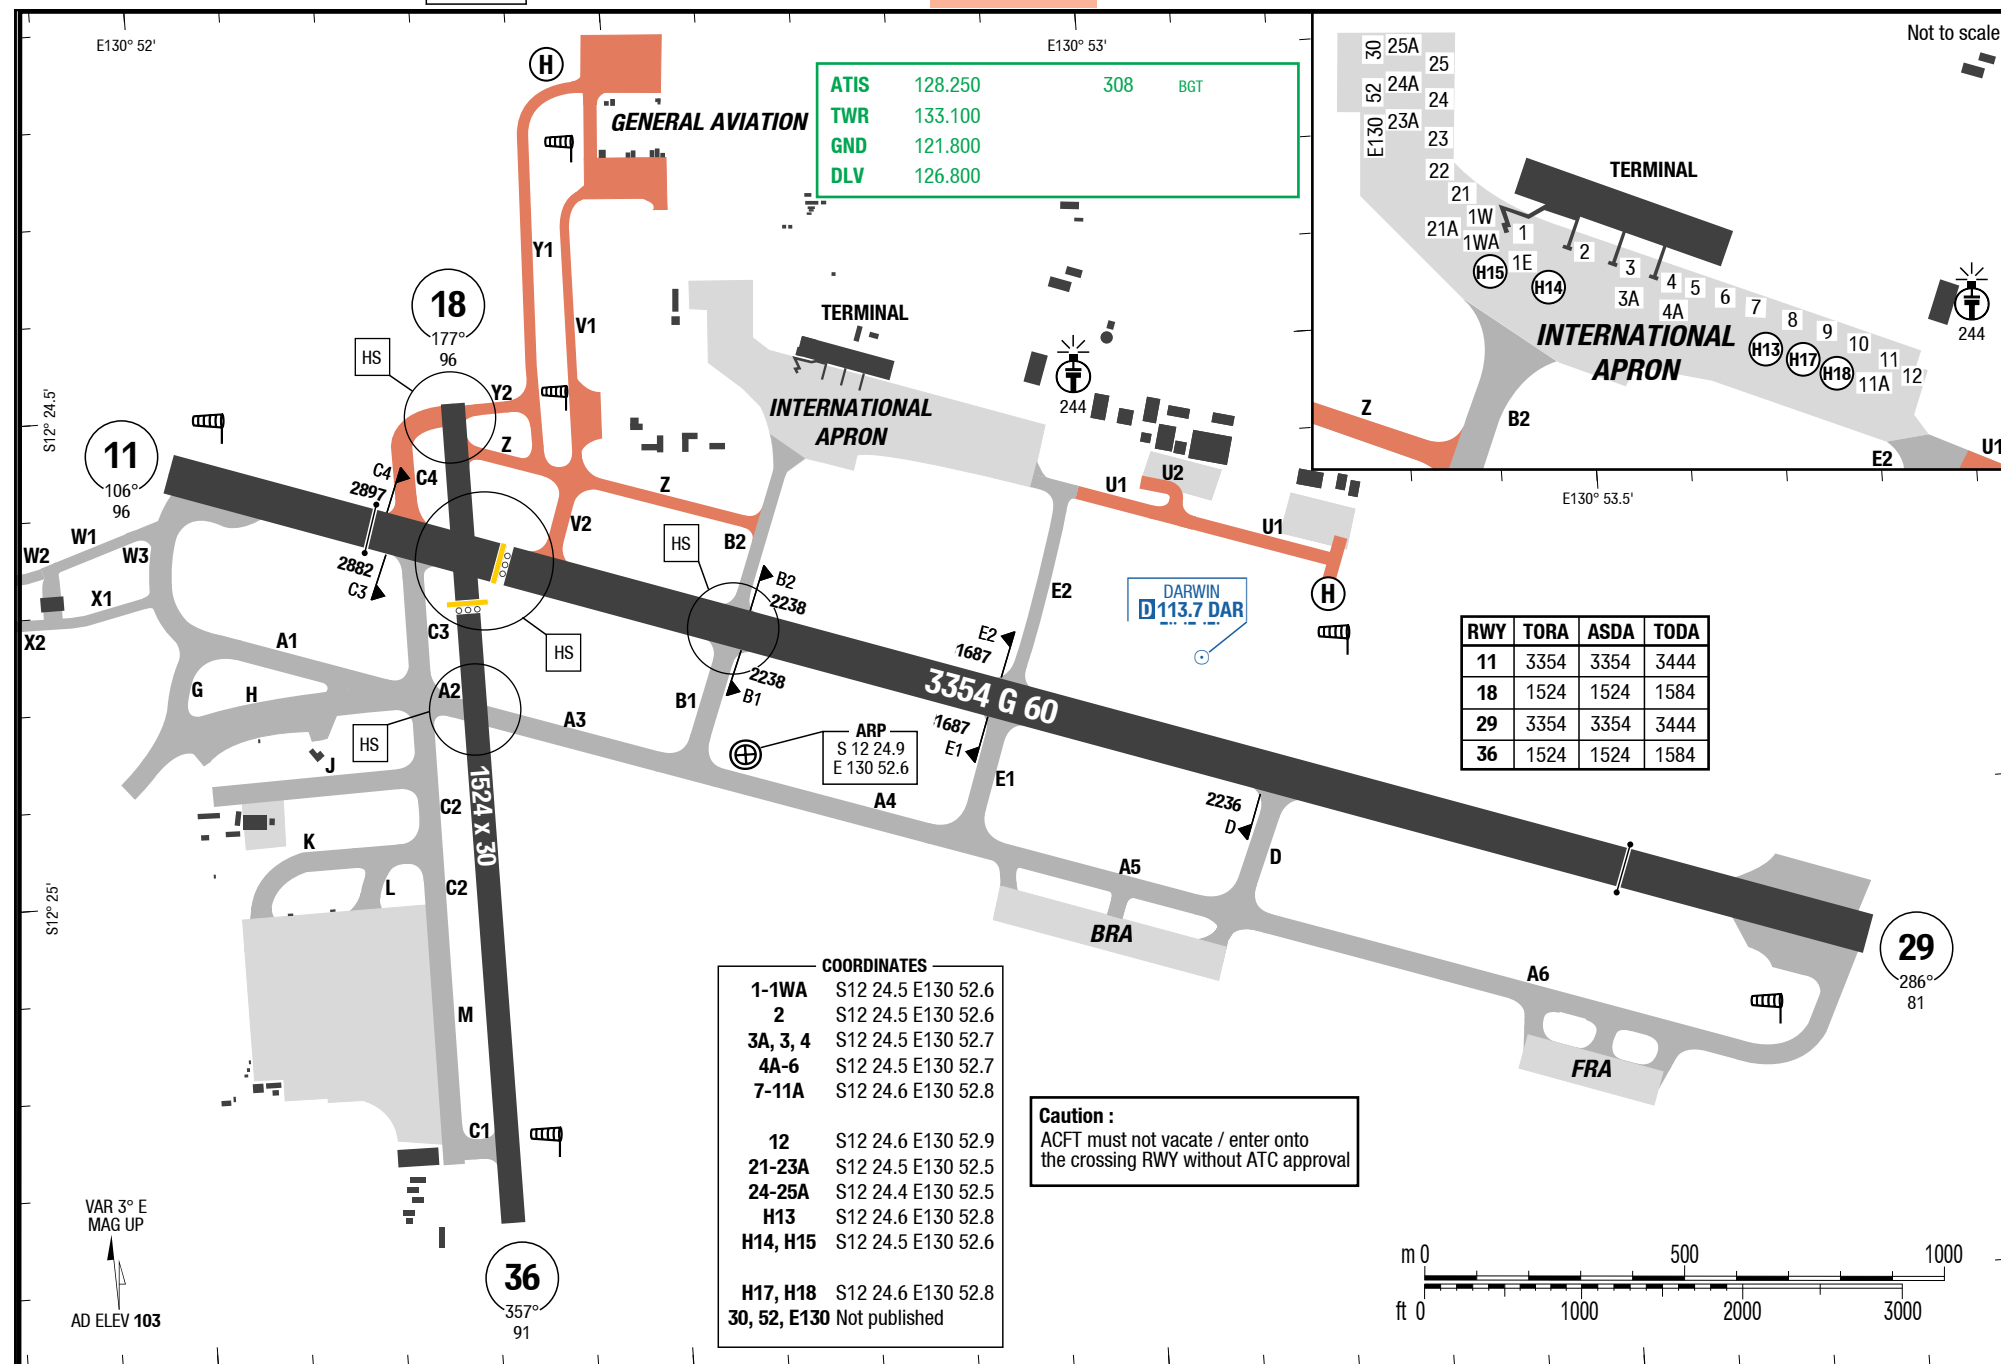 E130° 52'
E130° 53'
Not to scale
H
GENERAL AVIATION
ATIS 128.250 308 BGT
TWR 133.100
GND 121.800
DLV 126.800
30 25A
25
52 24A
24
E130 23A
23
22
21
1W
21A
1WA
1
1E
2
3
3A
4
4A
5
6
7
8
9
10
11
11A
12
H15
H14
H13
H17
H18
TERMINAL
INTERNATIONAL
APRON
244
Z
B2
E2
U1
E130° 53.5'
Y1
V1
18
177°
96
HS
Y2
Z
TERMINAL
INTERNATIONAL
APRON
244
S12° 24.5'
11
106°
96
C4
2897
C4
Z
V2
U1
U2
U1
W2
W1
W3
X1
X2
2882
C3
C3
HS
B2
B2
2238
HS
E2
E2
1687
DARWIN
D 113.7 DAR
H
A1
G
H
A2
HS
A3
B1
2238
B1
3354 G 60
1687
E1
E1
ARP
S 12 24.9
E 130 52.6
RWY TORA ASDA TODA
11 3354 3354 3444
18 1524 1524 1584
29 3354 3354 3444
36 1524 1524 1584
J
C2
1524 x 30
A4
2236
D
D
K
L
C2
A5
BRA
S12° 25'
M
C1
A6
FRA
29
286°
81
COORDINATES
1-1WA S12 24.5 E130 52.6
2 S12 24.5 E130 52.6
3A, 3, 4 S12 24.5 E130 52.7
4A-6 S12 24.5 E130 52.7
7-11A S12 24.6 E130 52.8
12 S12 24.6 E130 52.9
21-23A S12 24.5 E130 52.5
24-25A S12 24.4 E130 52.5
H13 S12 24.6 E130 52.8
H14, H15 S12 24.5 E130 52.6
H17, H18 S12 24.6 E130 52.8
30, 52, E130 Not published
Caution :
ACFT must not vacate / enter onto
the crossing RWY without ATC approval
VAR 3° E
MAG UP
AD ELEV 103
36
357°
91
m 0 500 1000
ft 0 1000 2000 3000